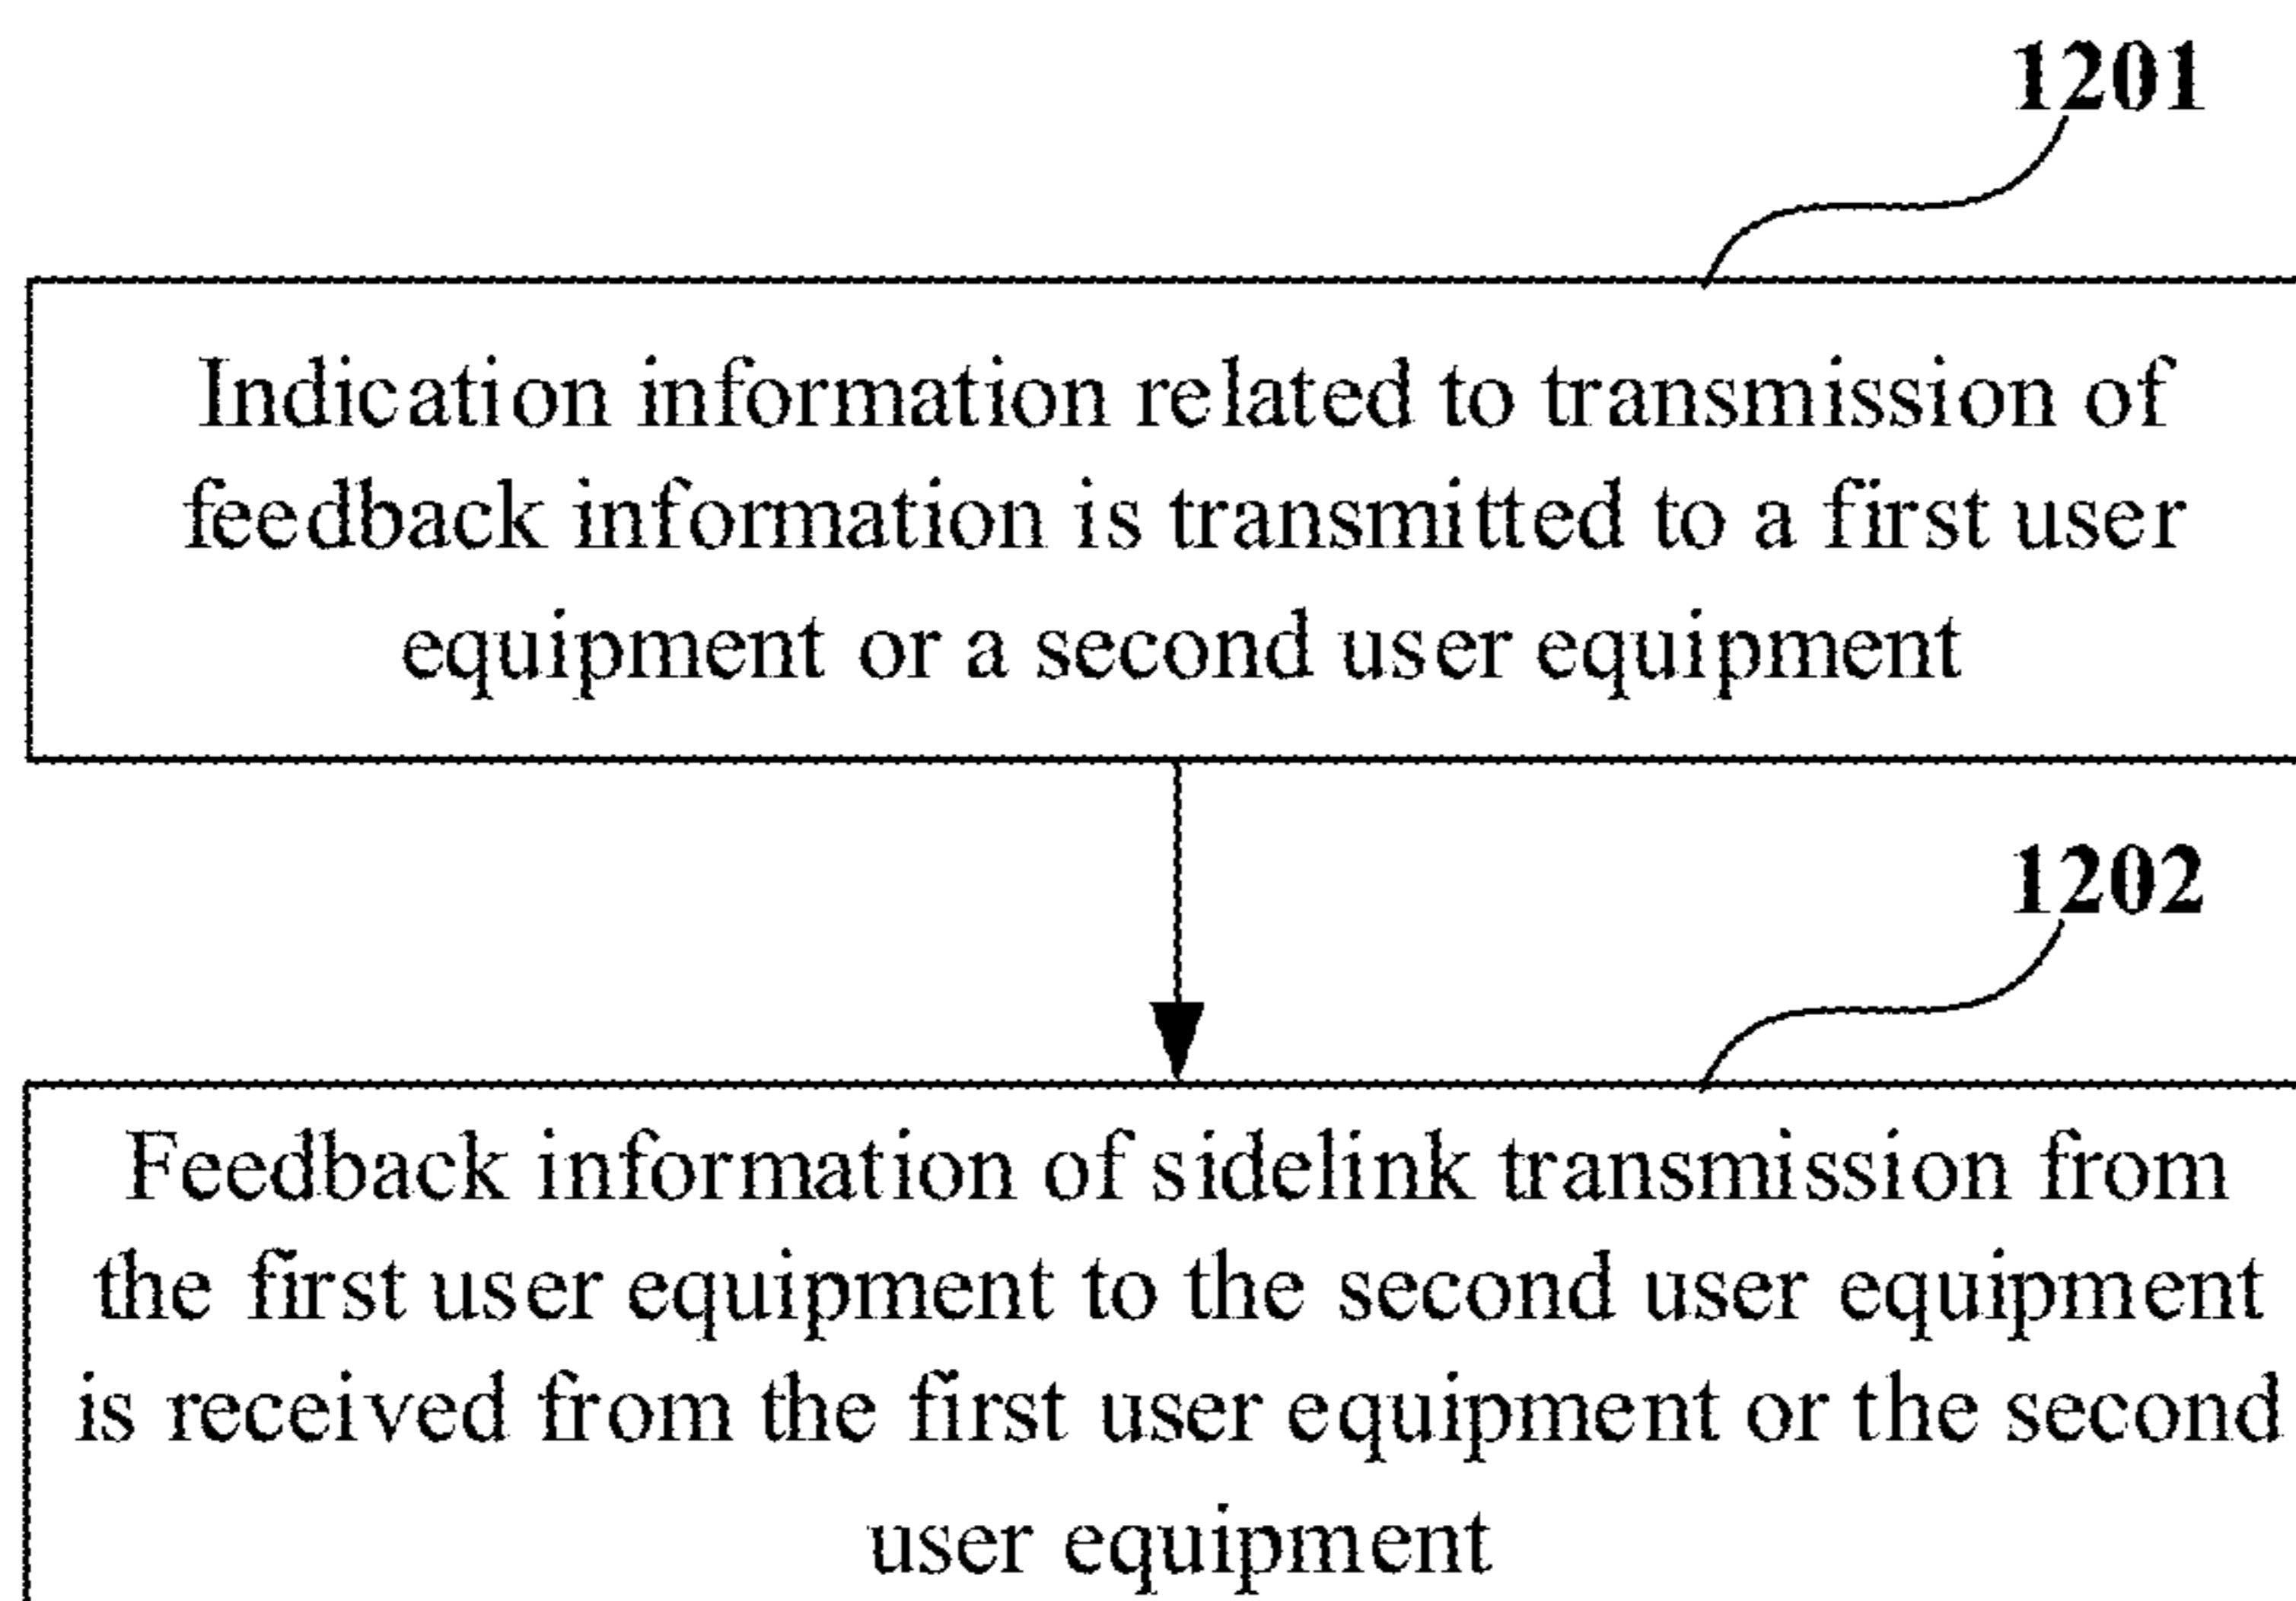 1201
Indication information related to transmission of
feedback information is transmitted to a first user
equipment or a second user equipment
1202
Feedback information of sidelink transmission from
the first user equipment to the second user equipment
is received from the first user equipment or the second
user equipment